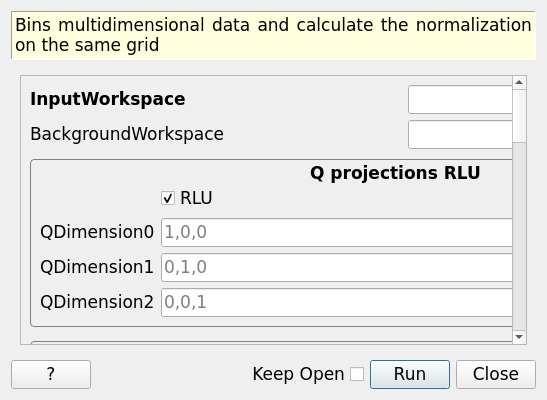 Bins multidimensional data and calculate the normalization
on the same grid
InputWorkspace
BackgroundWorkspace
Q projections RLU
RLU
QDimension0 1,0,0
QDimension1 0,1,0
QDimension2 0,0,1
? Keep Open Run Close